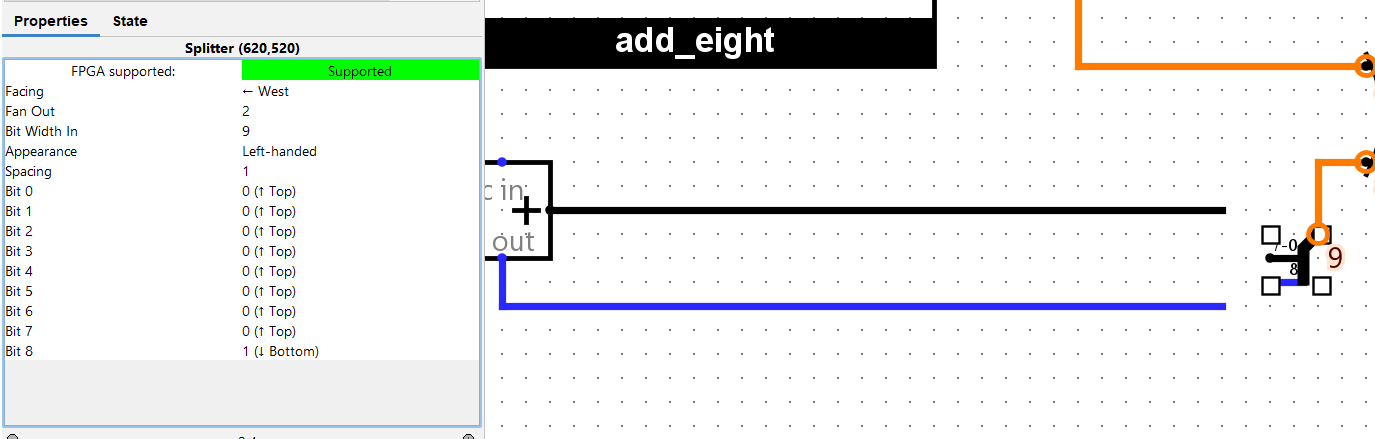 Properties State
Splitter (620,520)
FPGA supported: Supported
Facing ← West
Fan Out 2
Bit Width In 9
Appearance Left-handed
Spacing 1
Bit 0 0 (↑ Top)
Bit 1 0 (↑ Top)
Bit 2 0 (↑ Top)
Bit 3 0 (↑ Top)
Bit 4 0 (↑ Top)
Bit 5 0 (↑ Top)
Bit 6 0 (↑ Top)
Bit 7 0 (↑ Top)
Bit 8 1 (↓ Bottom)
add_eight
c in
+
out
7-0
8
9